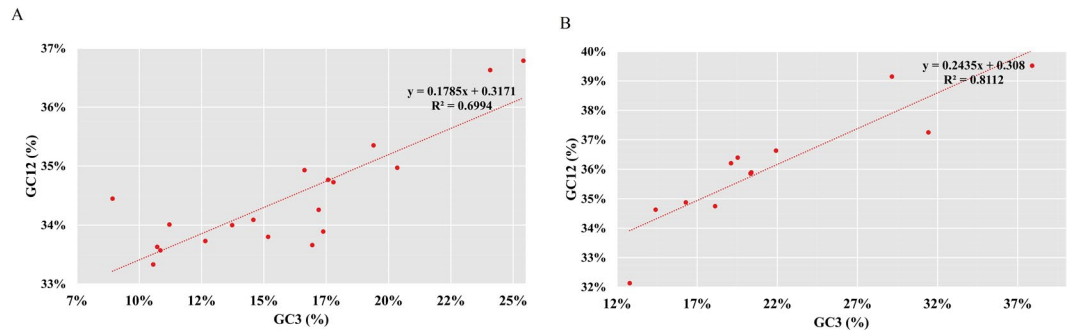 A
37%
36%
35%
34%
33%
GC12 (%)
y = 0.1785x + 0.3171
R² = 0.6994
7%
10%
12%
15%
17%
20%
22%
25%
GC3 (%)
B
40%
39%
38%
37%
36%
35%
34%
33%
32%
GC12 (%)
y = 0.2435x + 0.308
R² = 0.8112
12%
17%
22%
27%
32%
37%
GC3 (%)